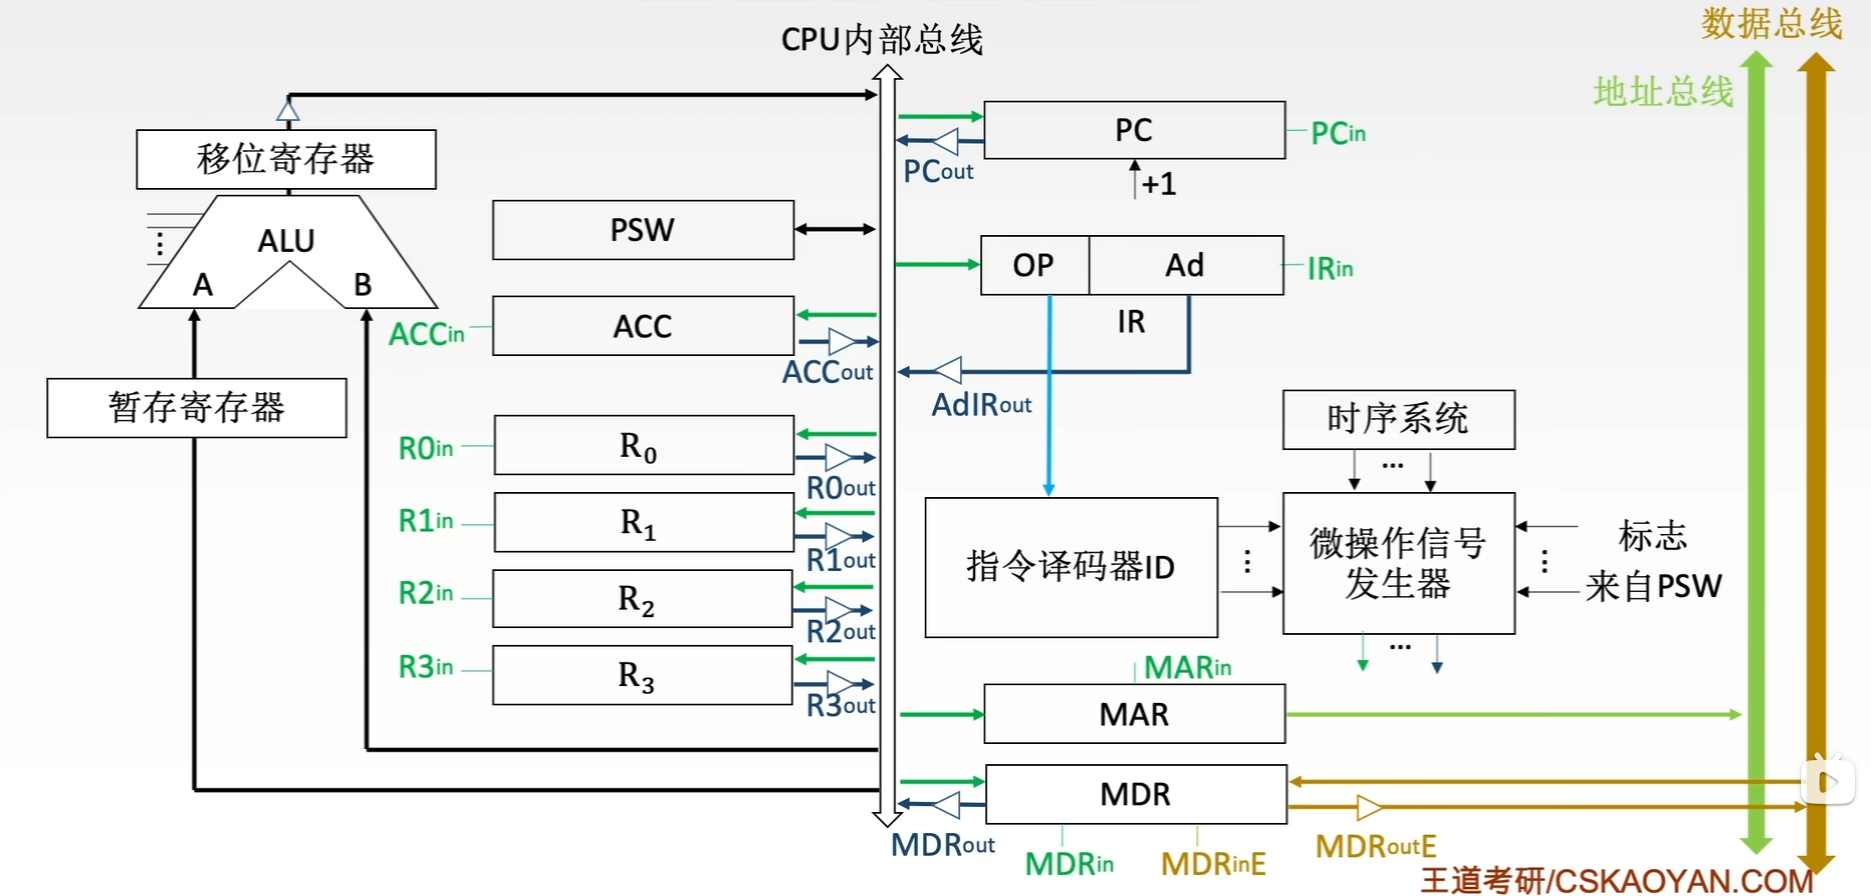 CPU内部总线
数据总线
地址总线
移位寄存器
PC
PCin
PCout
+1
ALU
A
B
PSW
OP
Ad
IRin
IR
ACCin
ACC
ACCout
AdIRout
暂存寄存器
时序系统
...
R0in
R0
R0out
R1in
R1
R1out
指令译码器ID
⋮
微操作信号
发生器
⋮
标志
来自PSW
R2in
R2
R2out
...
R3in
R3
R3out
MARin
MAR
MDR
MDRout
MDRin
MDRinE
MDRoutE
王道考研/CSKAOYAN.COM